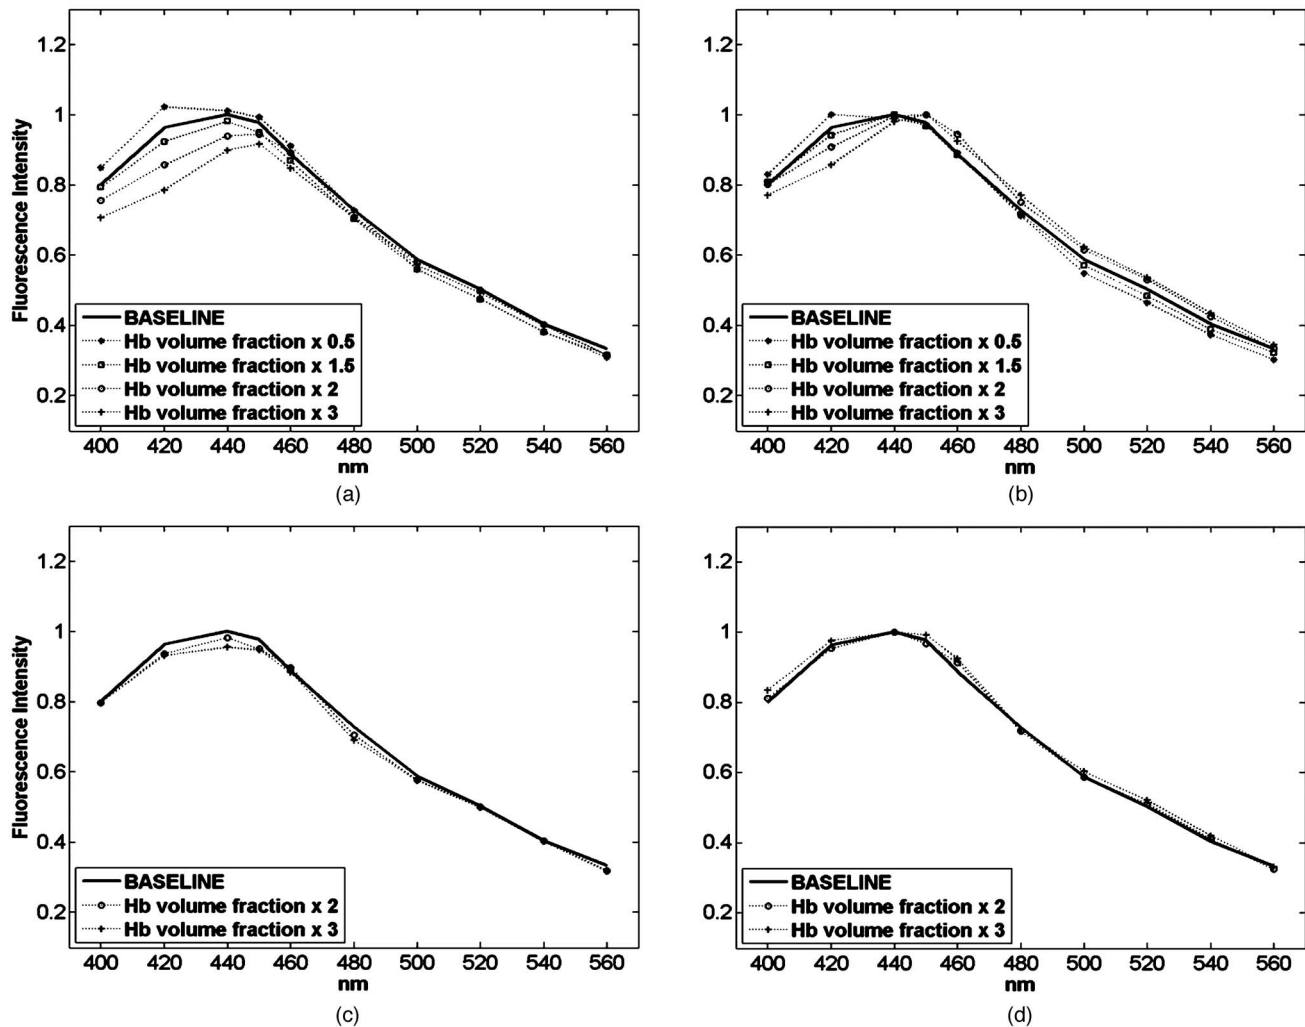 1.2
1
0.8
0.6
0.4
0.2
Fluorescence Intensity
BASELINE
Hb volume fraction x 0.5
Hb volume fraction x 1.5
Hb volume fraction x 2
Hb volume fraction x 3
400 420 440 460 480 500 520 540 560
nm
(a)
1.2
1
0.8
0.6
0.4
0.2
BASELINE
Hb volume fraction x 0.5
Hb volume fraction x 1.5
Hb volume fraction x 2
Hb volume fraction x 3
400 420 440 460 480 500 520 540 560
nm
(b)
1.2
1
0.8
0.6
0.4
0.2
Fluorescence Intensity
BASELINE
Hb volume fraction x 2
Hb volume fraction x 3
400 420 440 460 480 500 520 540 560
nm
(c)
1.2
1
0.8
0.6
0.4
0.2
BASELINE
Hb volume fraction x 2
Hb volume fraction x 3
400 420 440 460 480 500 520 540 560
nm
(d)